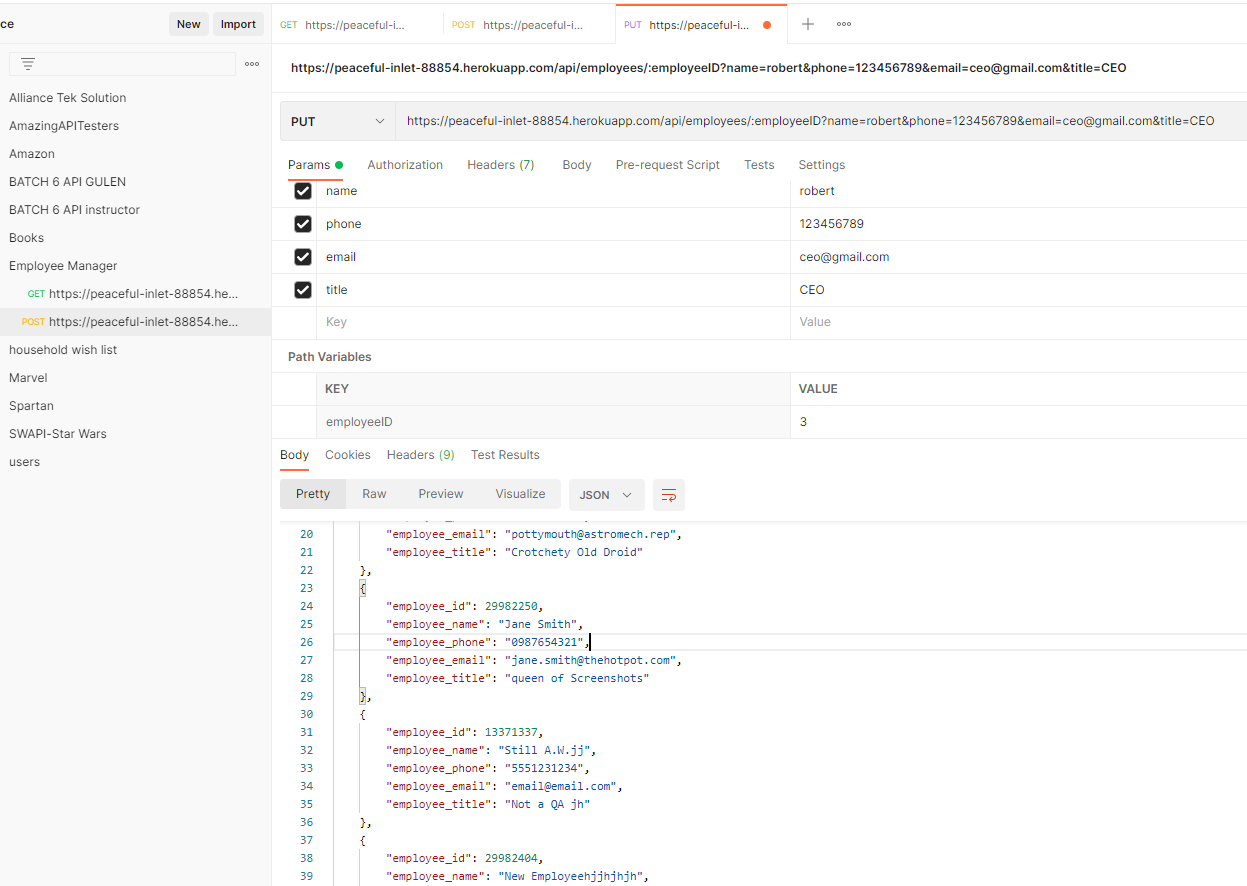 ce New Import
GET https://peaceful-i... POST https://peaceful-i... PUT https://peaceful-i...
Alliance Tek Solution
AmazingAPITesters
Amazon
BATCH 6 API GULEN
BATCH 6 API instructor
Books
Employee Manager
GET https://peaceful-inlet-88854.he...
POST https://peaceful-inlet-88854.he...
household wish list
Marvel
Spartan
SWAPI-Star Wars
users
https://peaceful-inlet-88854.herokuapp.com/api/employees/:employeeID?name=robert&phone=123456789&email=ceo@gmail.com&title=CEO
PUT https://peaceful-inlet-88854.herokuapp.com/api/employees/:employeeID?name=robert&phone=123456789&email=ceo@gmail.com&title=CEO
Params Authorization Headers (7) Body Pre-request Script Tests Settings
name robert
phone 123456789
email ceo@gmail.com
title CEO
Key Value
Path Variables
KEY VALUE
employeeID 3
Body Cookies Headers (9) Test Results
Pretty Raw Preview Visualize JSON
20 "employee_email": "pottymouth@astromech.rep",
21 "employee_title": "Crotchety Old Droid"
22 },
23 {
24 "employee_id": 29982250,
25 "employee_name": "Jane Smith",
26 "employee_phone": "0987654321",
27 "employee_email": "jane.smith@thehotpot.com",
28 "employee_title": "queen of Screenshots"
29 },
30 {
31 "employee_id": 13371337,
32 "employee_name": "Still A.W.jj",
33 "employee_phone": "5551231234",
34 "employee_email": "email@email.com",
35 "employee_title": "Not a QA jh"
36 },
37 {
38 "employee_id": 29982404,
39 "employee_name": "New Employeehjjhjhjh",